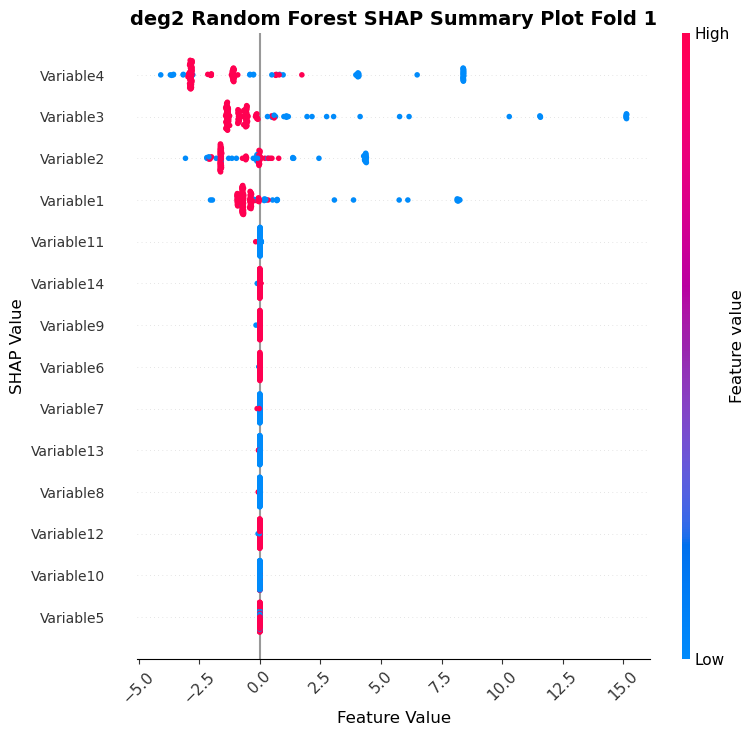 deg2 Random Forest SHAP Summary Plot Fold 1
High
Variable4
Variable3
Variable2
Variable1
Variable11
Variable14
Variable9
Variable6
Variable7
Variable13
Variable8
Variable12
Variable10
Variable5
SHAP Value
Feature value
Low
−5.0 −2.5 0.0 2.5 5.0 7.5 10.0 12.5 15.0
Feature Value